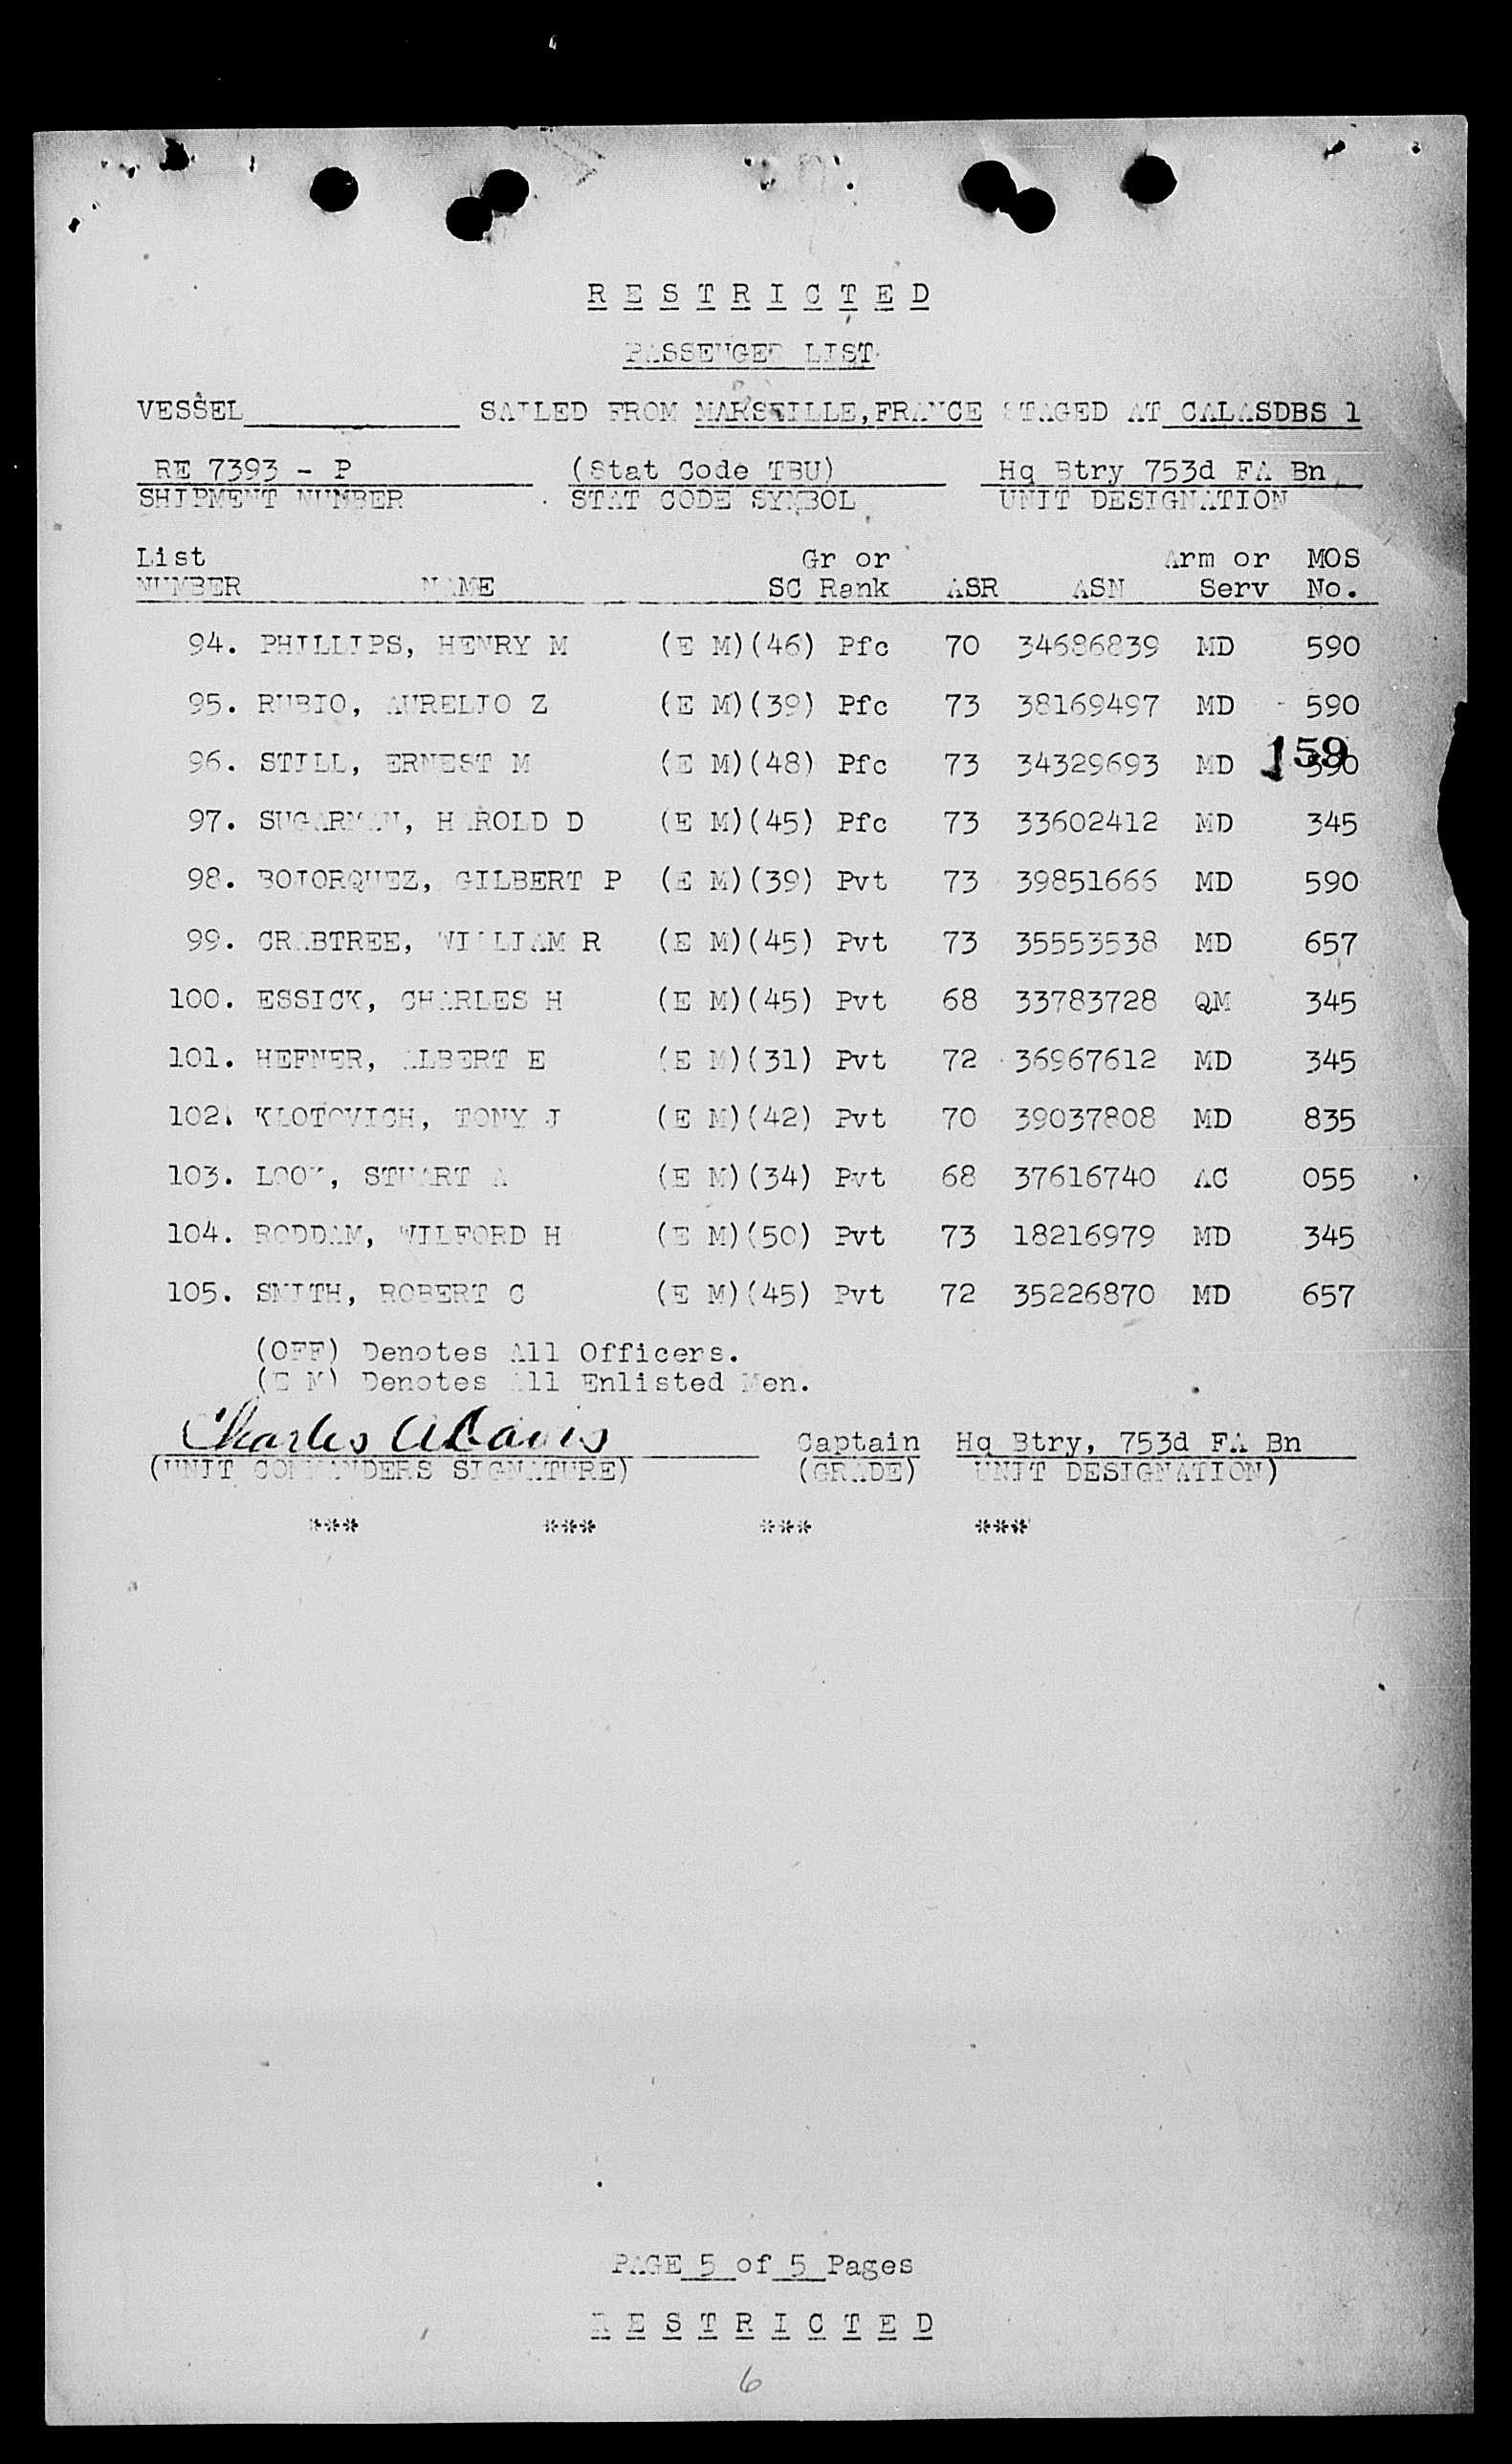 R E S T R I C T E D
PASSENGER LIST
VESSEL____________ SAILED FROM MARSEILLE, FRANCE STAGED AT CALASDBS 1
RE 7393 - P (Stat Code TBU) Hq Btry 753d FA Bn
SHIPMENT NUMBER STAT CODE SYMBOL UNIT DESIGNATION
List Gr or Arm or MOS
NUMBER NAME SC Rank ASR ASN Serv No.
94. PHILLIPS, HENRY M (E M)(46) Pfc 70 34686839 MD 590
95. RUBIO, AURELIO Z (E M)(39) Pfc 73 38169497 MD 590
159
96. STILL, ERNEST M (E M)(48) Pfc 73 34329693 MD 590
97. SUGARMAN, HAROLD D (E M)(45) Pfc 73 33602412 MD 345
98. BOJORQUEZ, GILBERT P (E M)(39) Pvt 73 39851666 MD 590
99. CRABTREE, WILLIAM R (E M)(45) Pvt 73 35553538 MD 657
100. ESSICK, CHARLES H (E M)(45) Pvt 68 33783728 QM 345
101. HEFNER, ALBERT E (E M)(31) Pvt 72 36967612 MD 345
102. KLOTOVICH, TONY J (E M)(42) Pvt 70 39037808 MD 835
103. LOOK, STUART A (E M)(34) Pvt 68 37616740 AC 055
104. RODDAM, WILFORD H (E M)(50) Pvt 73 18216979 MD 345
105. SMITH, ROBERT C (E M)(45) Pvt 72 35226870 MD 657
(OFF) Denotes All Officers.
(E M) Denotes All Enlisted Men.
Charles A Davis Captain Hq Btry, 753d FA Bn
(UNIT COMMANDERS SIGNATURE) (GRADE) UNIT DESIGNATION)
*** *** *** ***
PAGE 5 of 5 Pages
R E S T R I C T E D
6